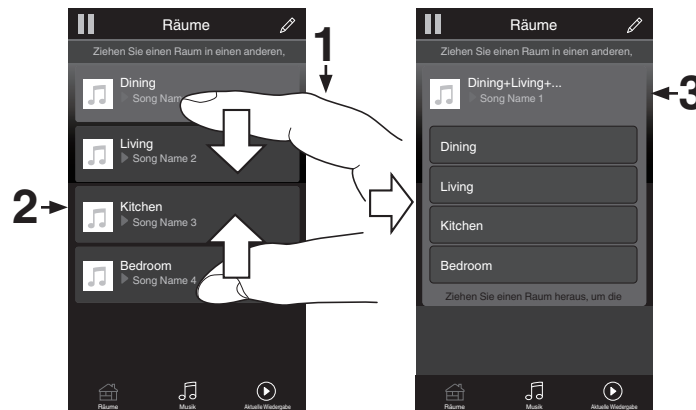 Räume
Ziehen Sie einen Raum in einen anderen,
1
Dining
Song Nam
Living
Song Name 2
2
Kitchen
Song Name 3
Bedroom
Song Name 4
Räume
Musik
Aktuelle Wiedergabe
Räume
Ziehen Sie einen Raum in einen anderen,
Dining+Living+...
Song Name 1
3
Dining
Living
Kitchen
Bedroom
Ziehen Sie einen Raum heraus, um die
Räume
Musik
Aktuelle Wiedergabe